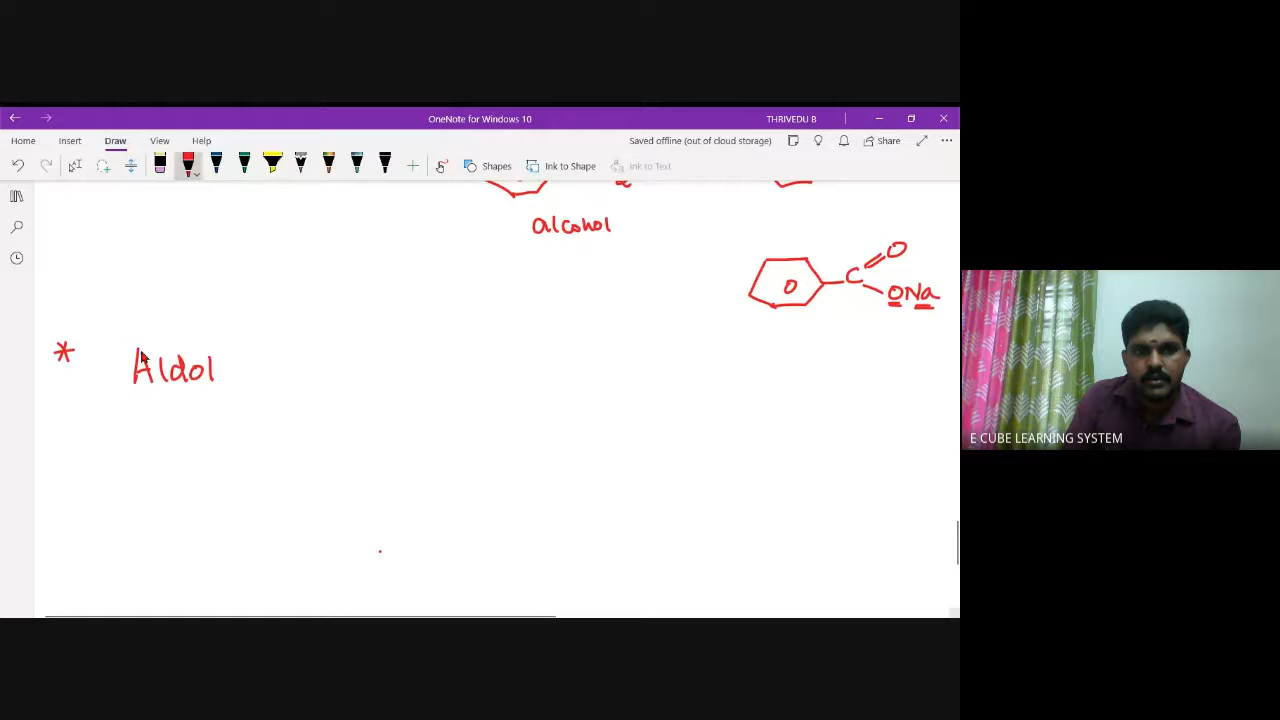 OneNote for Windows 10
THRIVEDU B
Home Insert Draw View Help
Saved offline (out of cloud storage)
Share
Shapes
Ink to Shape
Ink to Text
alcohol
C
O
ONa
* Aldol
E CUBE LEARNING SYSTEM